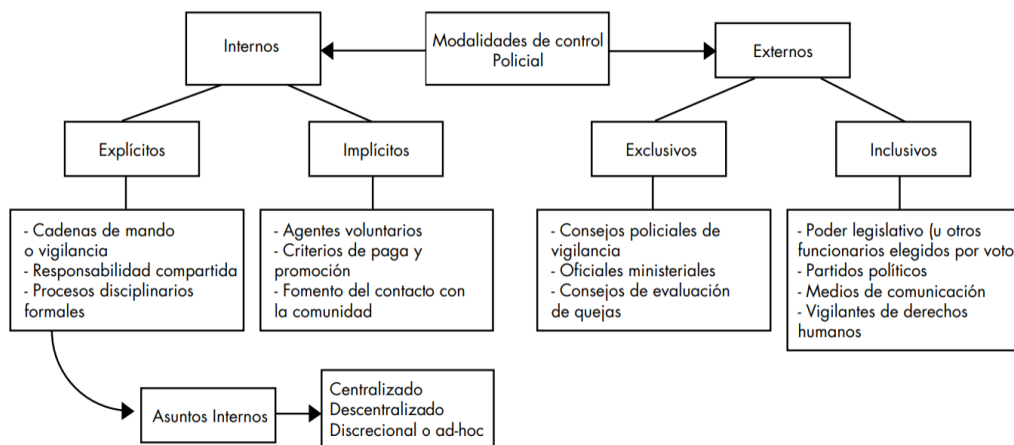 Modalidades de control
Policial
Internos
Externos
Explícitos
Implícitos
Exclusivos
Inclusivos
- Cadenas de mando
o vigilancia
- Responsabilidad compartida
- Procesos disciplinarios
formales
- Agentes voluntarios
- Criterios de paga y
promoción
- Fomento del contacto con
la comunidad
- Consejos policiales de
vigilancia
- Oficiales ministeriales
- Consejos de evaluación
de quejas
- Poder legislativo (u otros
funcionarios elegidos por voto
- Partidos políticos
- Medios de comunicación
- Vigilantes de derechos
humanos
Asuntos Internos
Centralizado
Descentralizado
Discrecional o ad-hoc